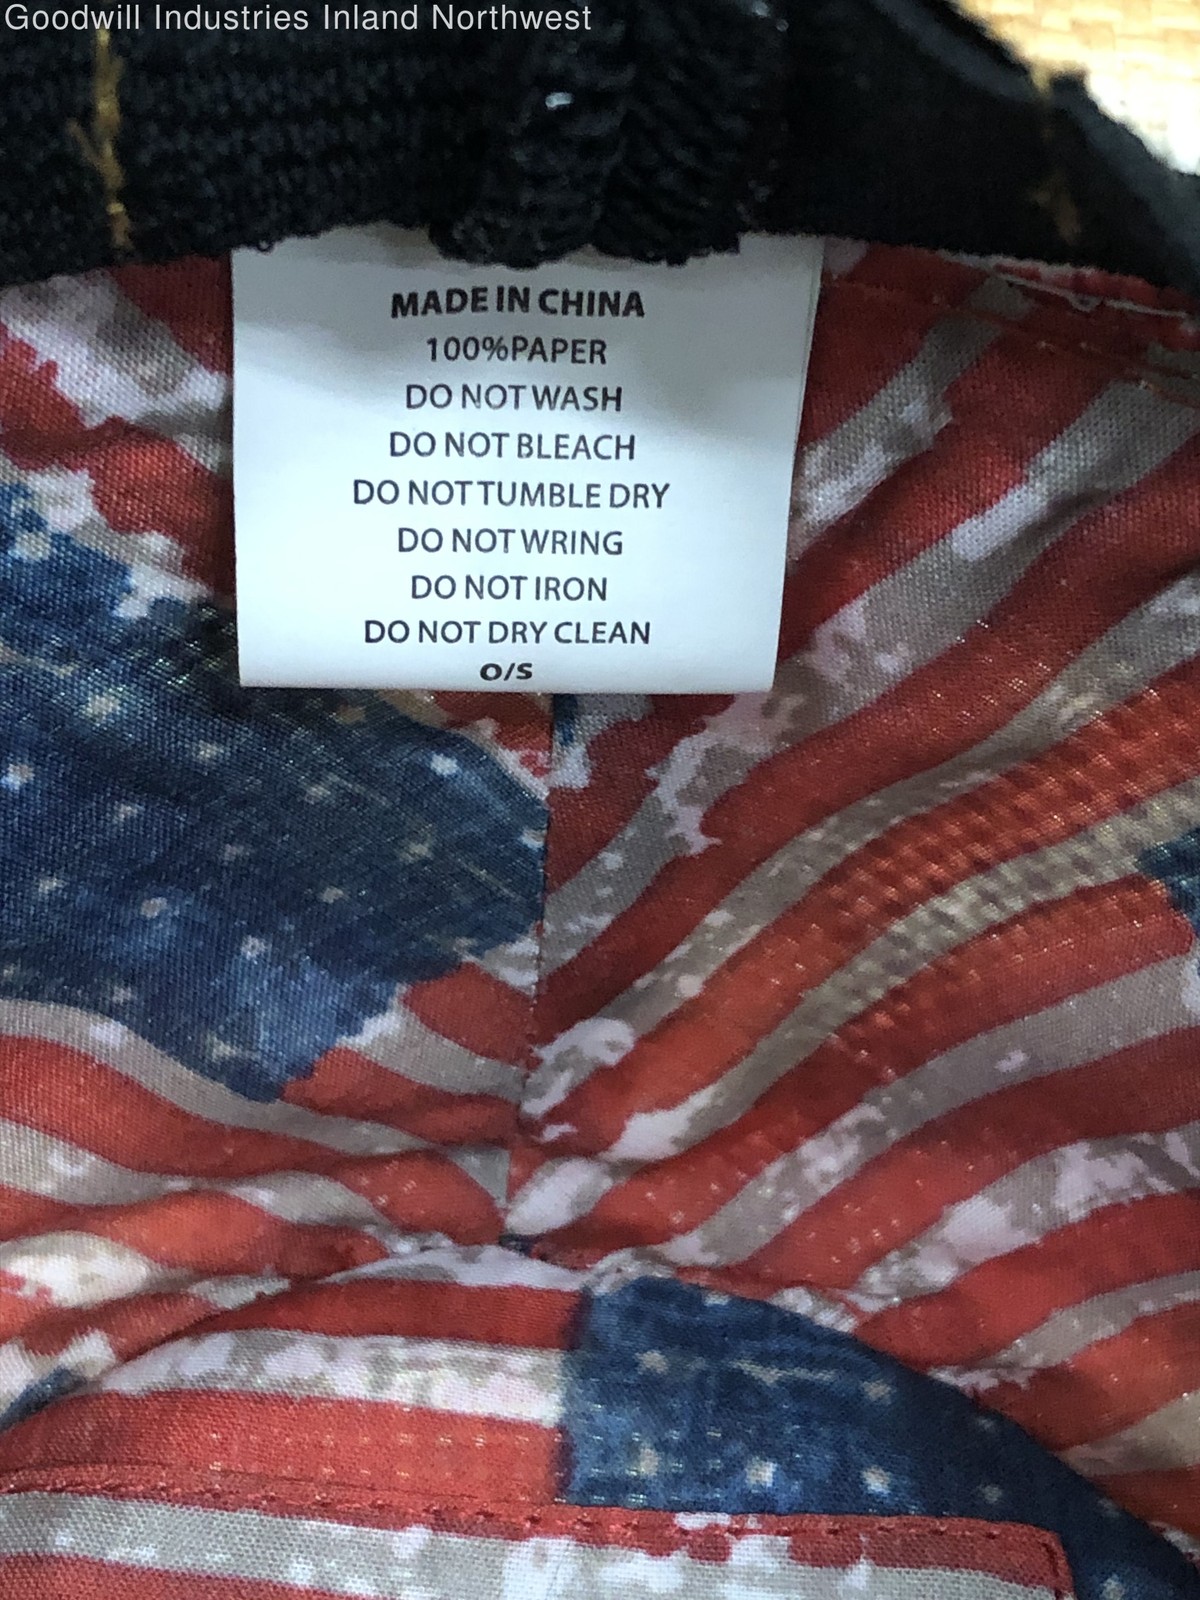 Goodwill Industries Inland Northwest
MADE IN CHINA
100%PAPER
DO NOT WASH
DO NOT BLEACH
DO NOT TUMBLE DRY
DO NOT WRING
DO NOT IRON
DO NOT DRY CLEAN
O/S